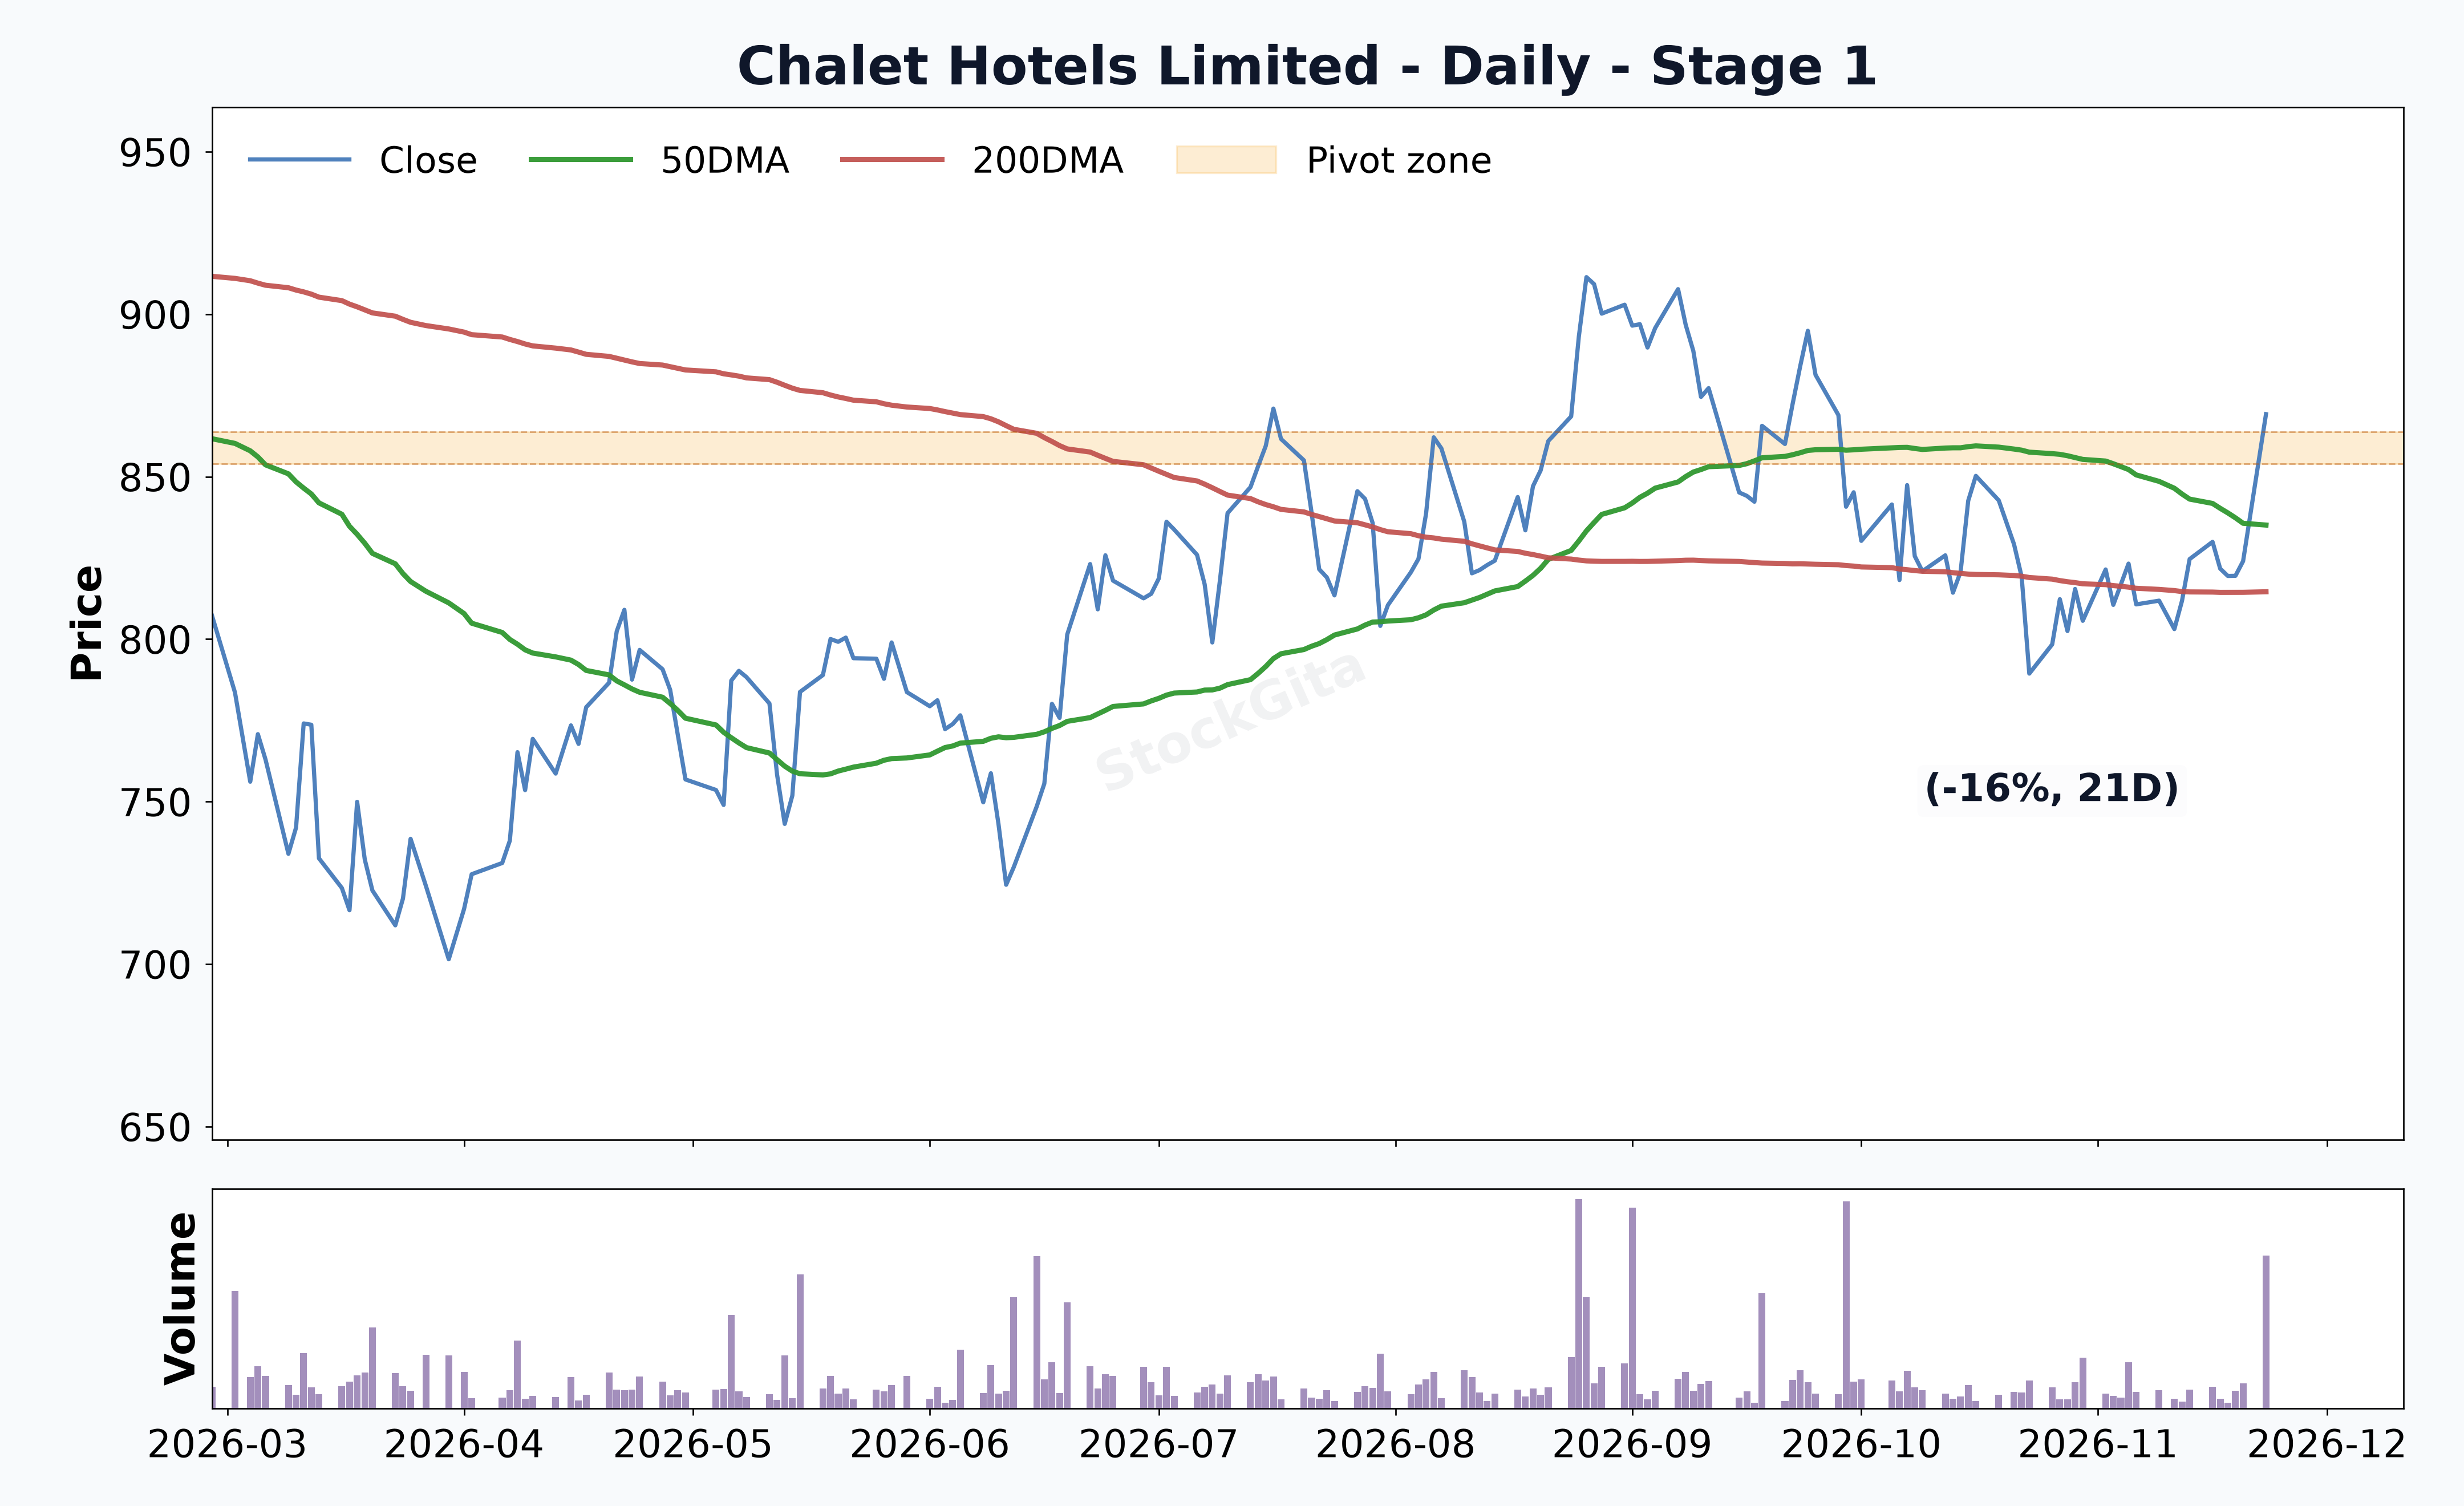 Chalet Hotels Limited - Daily - Stage 1
Close 50DMA 200DMA Pivot zone
950
900
850
800
750
700
650
Price
StockGita
(-16%, 21D)
Volume
2026-03 2026-04 2026-05 2026-06 2026-07 2026-08 2026-09 2026-10 2026-11 2026-12